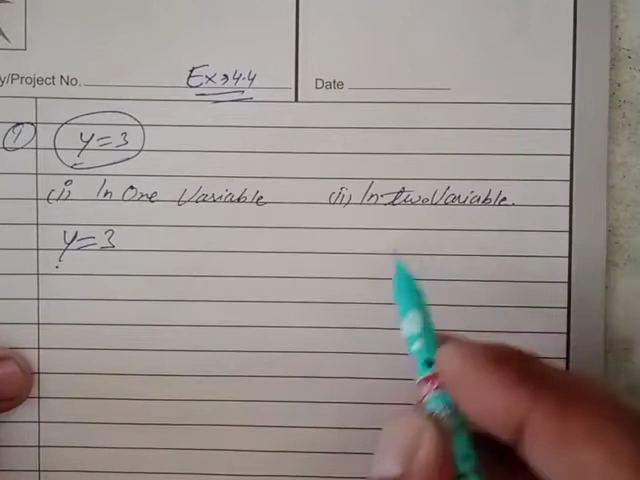 y/Project No. Ex→4.4 Date
① y=3
(i) In One Variable (ii) In two Variable.
y=3